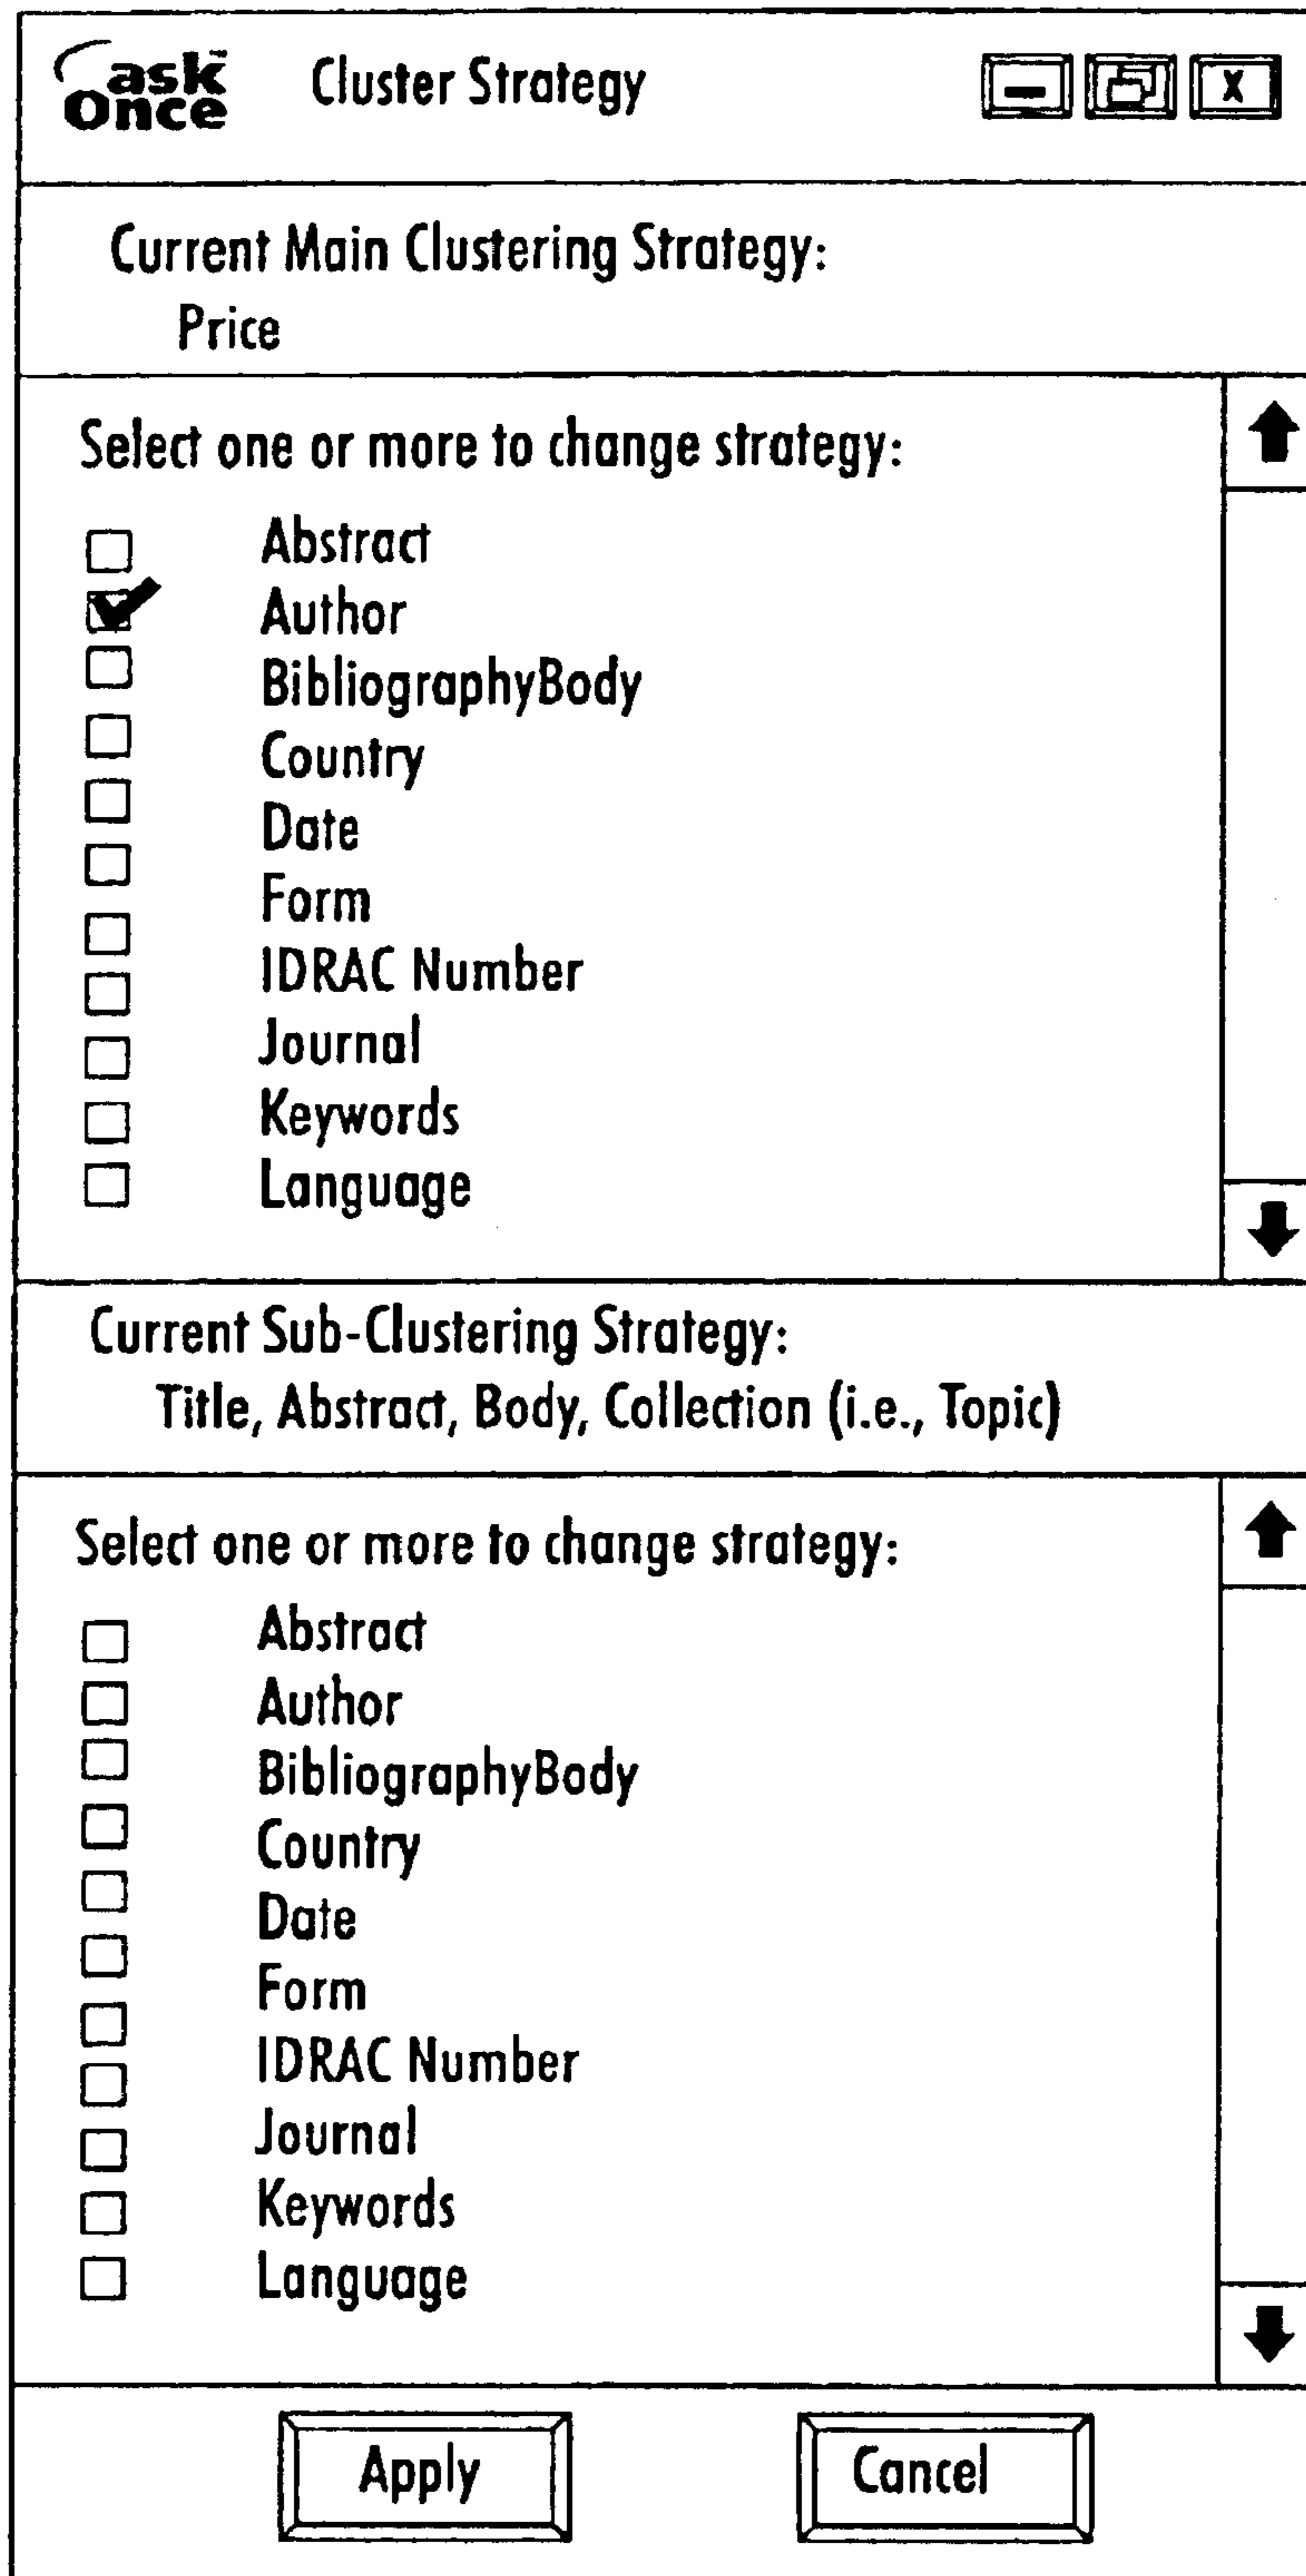 ask™
Once
Cluster Strategy
X
Current Main Clustering Strategy:
Price
Select one or more to change strategy:
Abstract
Author
BibliographyBody
Country
Date
Form
IDRAC Number
Journal
Keywords
Language
Current Sub-Clustering Strategy:
Title, Abstract, Body, Collection (i.e., Topic)
Select one or more to change strategy:
Abstract
Author
BibliographyBody
Country
Date
Form
IDRAC Number
Journal
Keywords
Language
Apply
Cancel